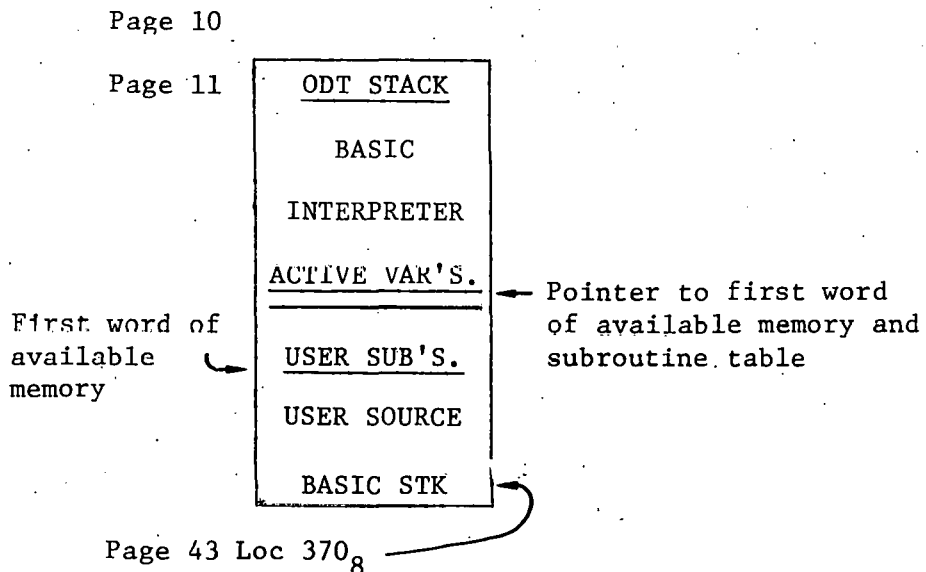 Page 10
Page 11
ODT STACK
BASIC
INTERPRETER
ACTIVE VAR'S.
Pointer to first word
of available memory and
subroutine table
First word of
available
memory
USER SUB'S.
USER SOURCE
BASIC STK
Page 43 Loc 370₈